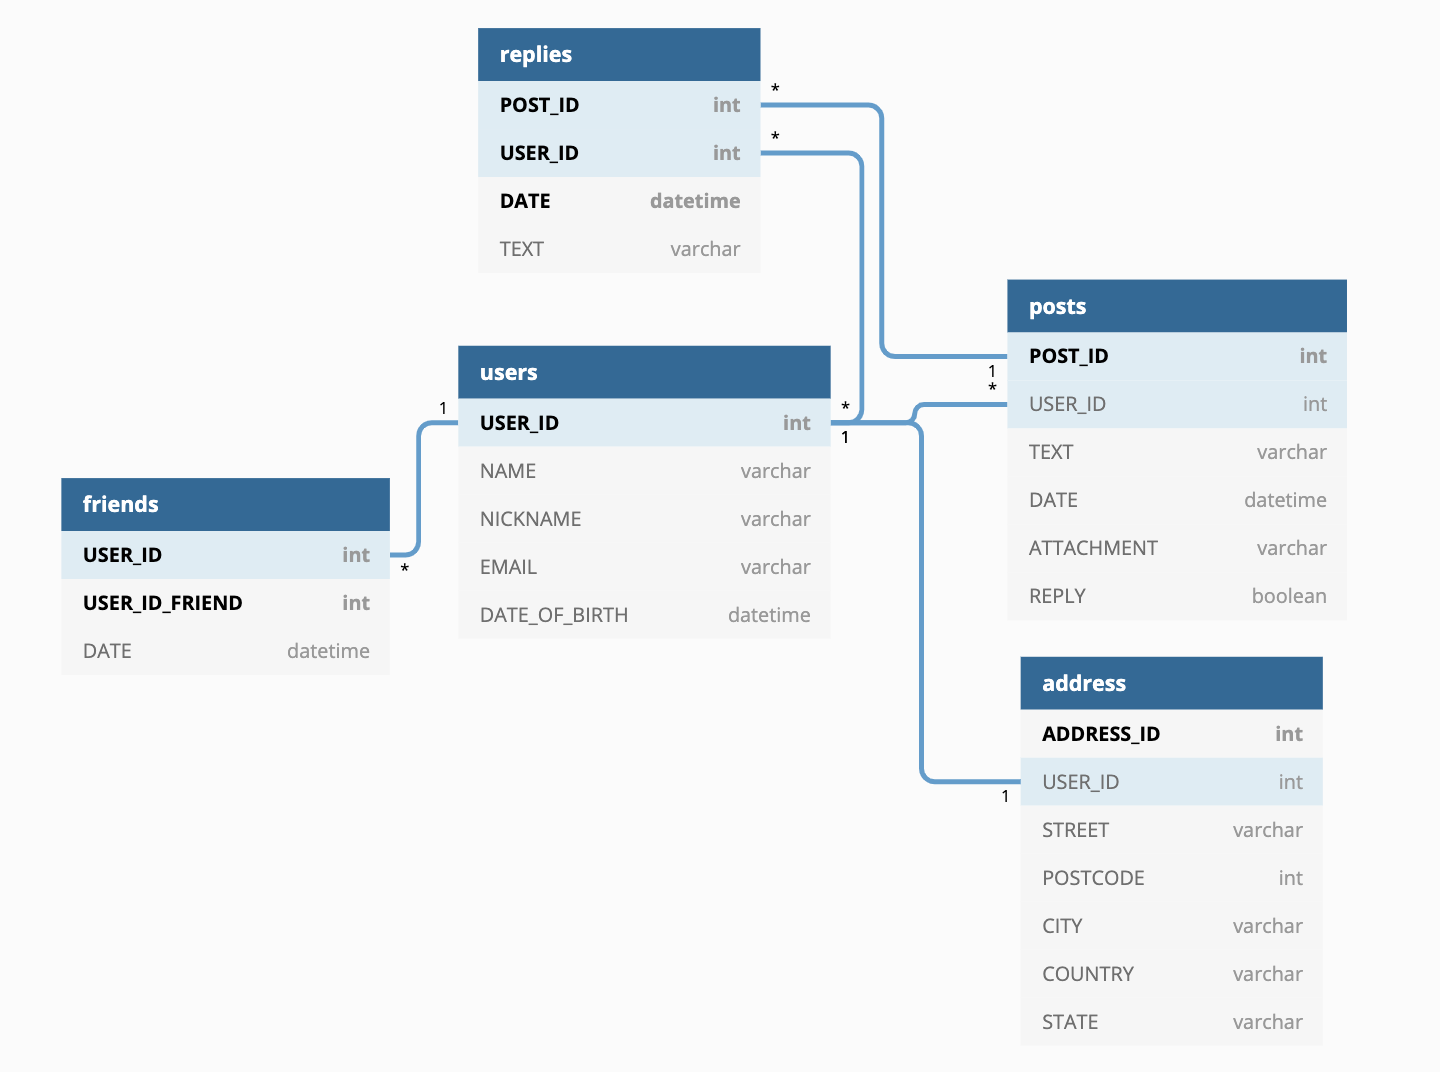 replies
POST_ID int
USER_ID int
DATE datetime
TEXT varchar
*
*
users
USER_ID int
NAME varchar
NICKNAME varchar
EMAIL varchar
DATE_OF_BIRTH datetime
1
*
1
friends
USER_ID int
USER_ID_FRIEND int
DATE datetime
*
posts
POST_ID int
USER_ID int
TEXT varchar
DATE datetime
ATTACHMENT varchar
REPLY boolean
1
*
address
ADDRESS_ID int
USER_ID int
STREET varchar
POSTCODE int
CITY varchar
COUNTRY varchar
STATE varchar
1